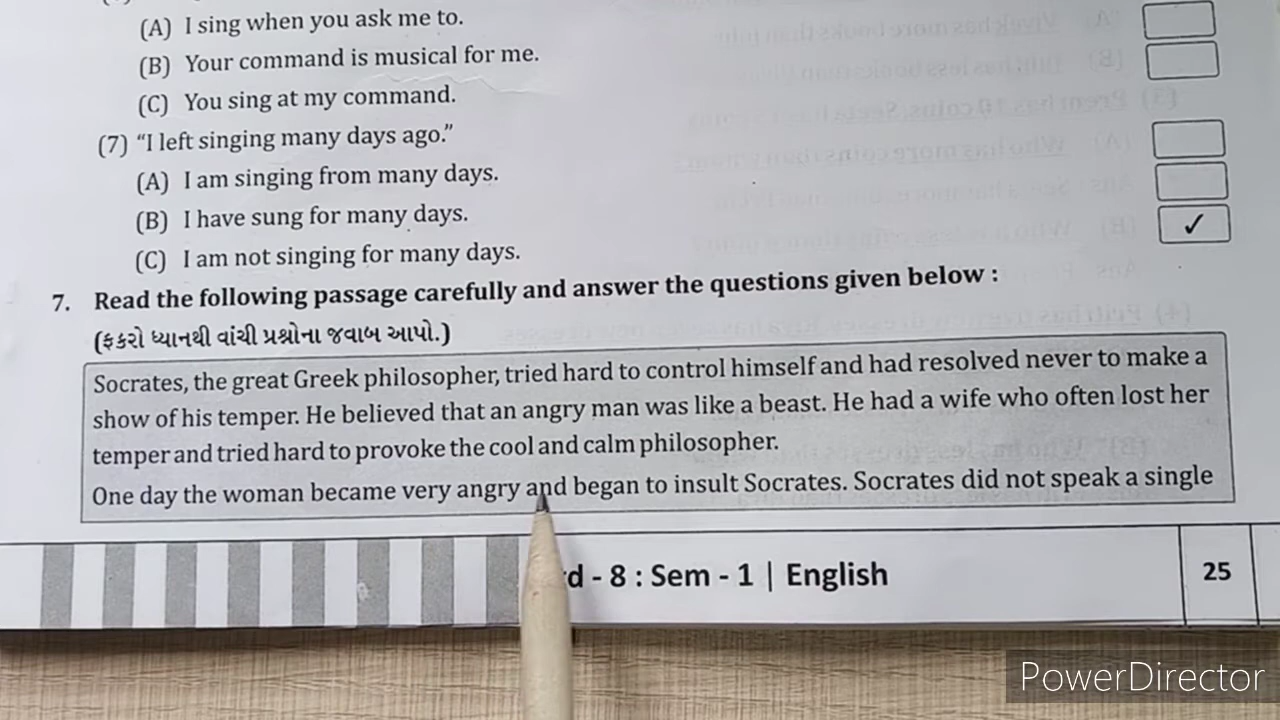 (A) I sing when you ask me to.
(B) Your command is musical for me.
(C) You sing at my command.
(7) “I left singing many days ago.”
(A) I am singing from many days.
(B) I have sung for many days.
(C) I am not singing for many days. ✓
7. Read the following passage carefully and answer the questions given below :
(ફકરો ધ્યાનથી વાંચી પ્રશ્નોના જવાબ આપો.)
Socrates, the great Greek philosopher, tried hard to control himself and had resolved never to make a
show of his temper. He believed that an angry man was like a beast. He had a wife who often lost her
temper and tried hard to provoke the cool and calm philosopher.
One day the woman became very angry and began to insult Socrates. Socrates did not speak a single
d - 8 : Sem - 1 | English
25
PowerDirector